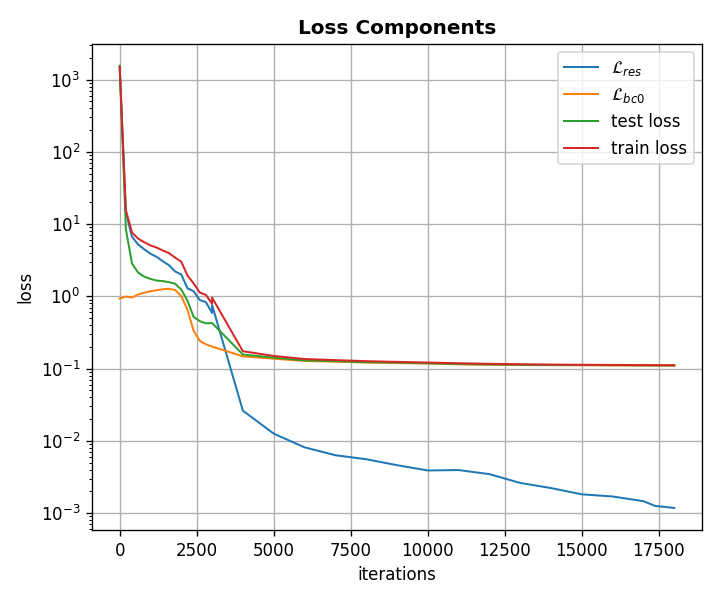 Loss Components
loss
10³
10²
10¹
10⁰
10⁻¹
10⁻²
10⁻³
ℒ_res
ℒ_bc0
test loss
train loss
0 2500 5000 7500 10000 12500 15000 17500
iterations